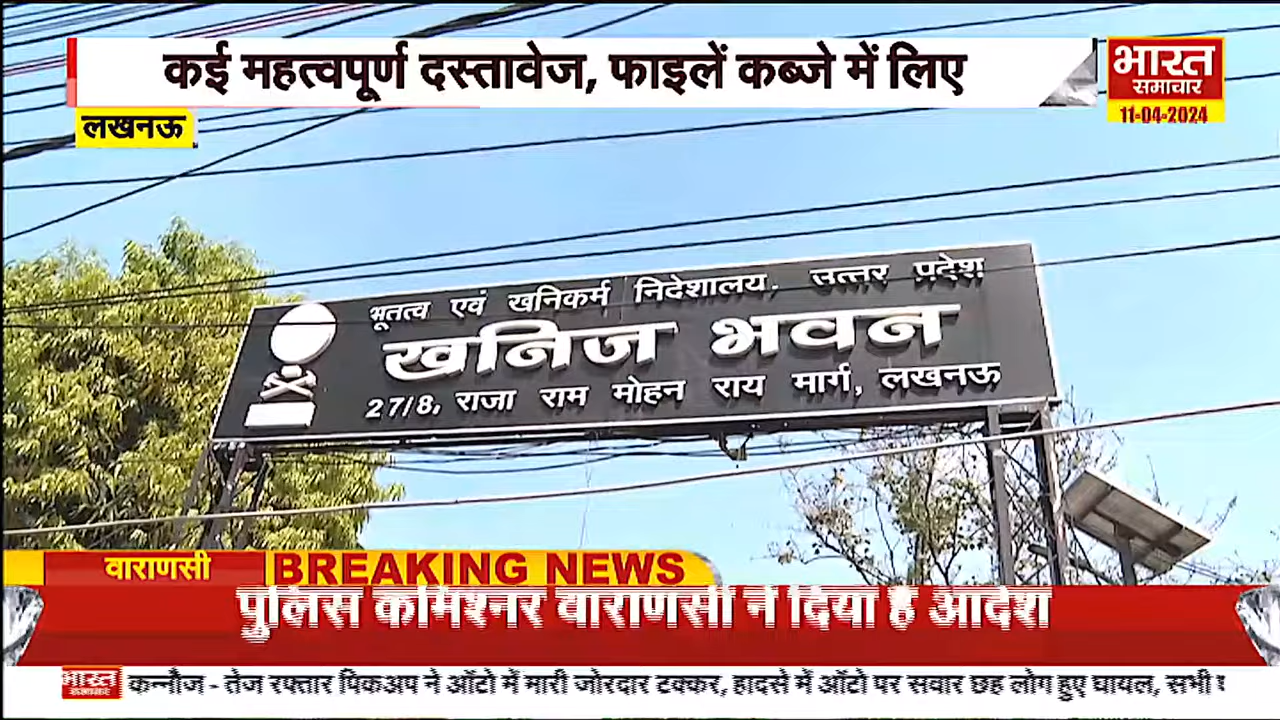 कई महत्वपूर्ण दस्तावेज, फाइलें कब्जे में लिए
भारत
समाचार
11-04-2024
लखनऊ
भूतत्व एवं खनिकर्म निदेशालय, उत्तर प्रदेश
खनिज भवन
27/8, राजा राम मोहन राय मार्ग, लखनऊ
वाराणसी
BREAKING NEWS
पुलिस कमिश्नर वाराणसी ने दिया है आदेश
भारत
समाचार
कन्नौज - तेज रफ्तार पिकअप ने ऑटो में मारी जोरदार टक्कर, हादसे में ऑटो पर सवार छह लोग हुए घायल, सभी